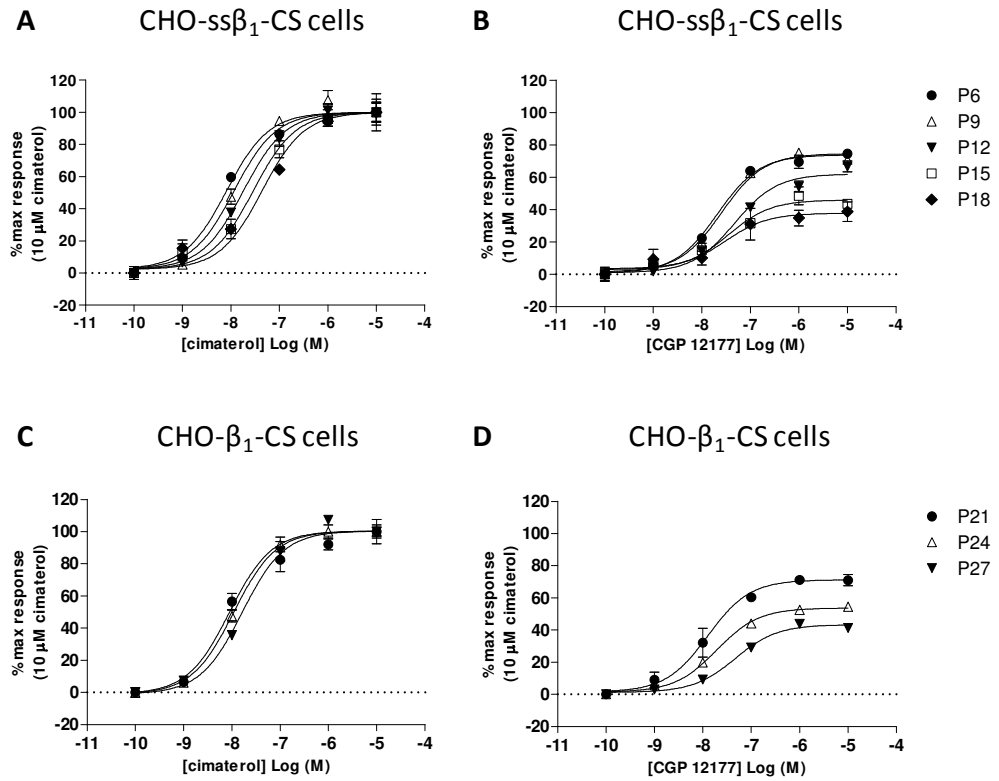 A CHO-ssβ₁-CS cells
%max response
(10 μM cimaterol)
120
100
80
60
40
20
0
-20
-11 -10 -9 -8 -7 -6 -5 -4
[cimaterol] Log (M)
B CHO-ssβ₁-CS cells
%max response
(10 μM cimaterol)
120
100
80
60
40
20
0
-20
-11 -10 -9 -8 -7 -6 -5 -4
[CGP 12177] Log (M)
P6
P9
P12
P15
P18
C CHO-β₁-CS cells
%max response
(10 μM cimaterol)
120
100
80
60
40
20
0
-20
-11 -10 -9 -8 -7 -6 -5 -4
[cimaterol] Log (M)
D CHO-β₁-CS cells
%max response
(10 μM cimaterol)
120
100
80
60
40
20
0
-20
-11 -10 -9 -8 -7 -6 -5 -4
[CGP 12177] Log (M)
P21
P24
P27